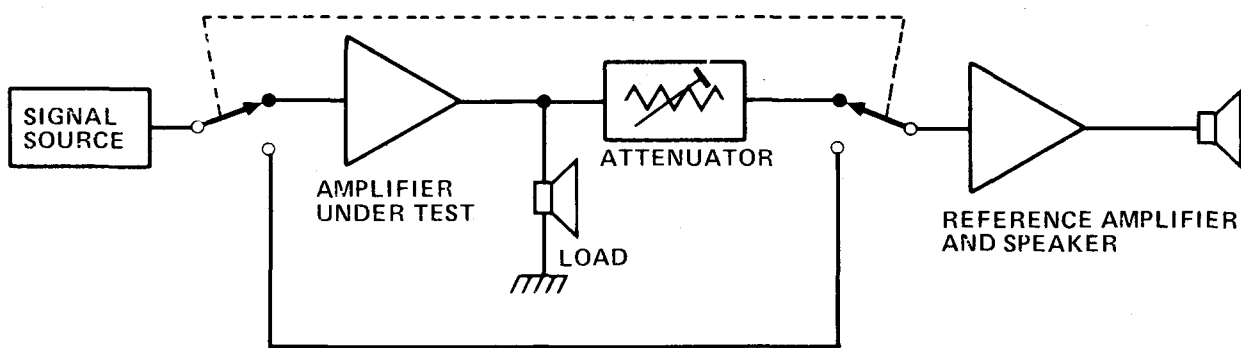 SIGNAL
SOURCE
AMPLIFIER
UNDER TEST
LOAD
ATTENUATOR
REFERENCE AMPLIFIER
AND SPEAKER